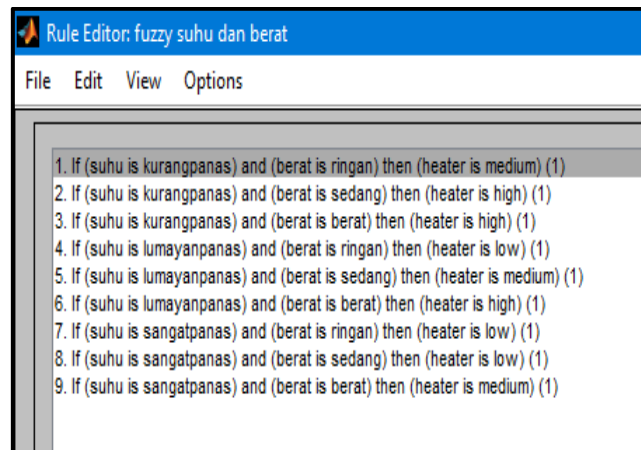 Rule Editor: fuzzy suhu dan berat
File Edit View Options
1. If (suhu is kurangpanas) and (berat is ringan) then (heater is medium) (1)
2. If (suhu is kurangpanas) and (berat is sedang) then (heater is high) (1)
3. If (suhu is kurangpanas) and (berat is berat) then (heater is high) (1)
4. If (suhu is lumayanpanas) and (berat is ringan) then (heater is low) (1)
5. If (suhu is lumayanpanas) and (berat is sedang) then (heater is medium) (1)
6. If (suhu is lumayanpanas) and (berat is berat) then (heater is high) (1)
7. If (suhu is sangatpanas) and (berat is ringan) then (heater is low) (1)
8. If (suhu is sangatpanas) and (berat is sedang) then (heater is low) (1)
9. If (suhu is sangatpanas) and (berat is berat) then (heater is medium) (1)